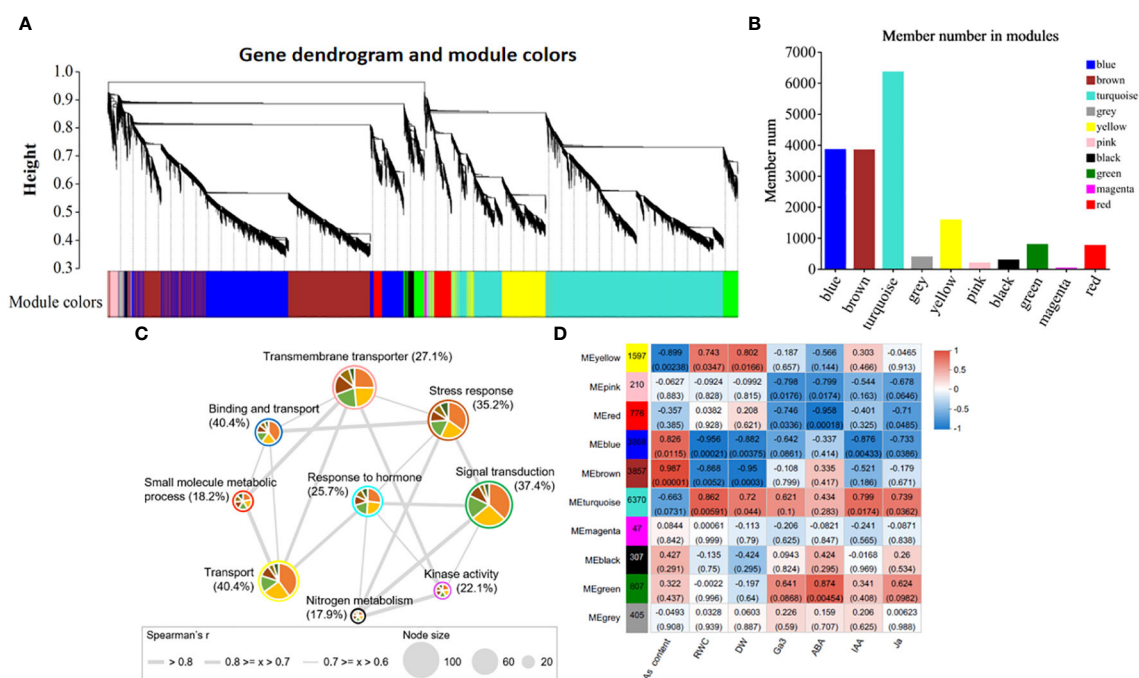 A
Gene dendrogram and module colors
Height
1.0
0.9
0.8
0.7
0.6
0.5
0.4
0.3
Module colors
B
Member number in modules
Member num
7000
6000
5000
4000
3000
2000
1000
0
blue
brown
turquoise
grey
yellow
pink
black
green
magenta
red
blue
brown
turquoise
grey
yellow
pink
black
green
magenta
red
C
Transmembrane transporter (27.1%)
Stress response
(35.2%)
Binding and transport
(40.4%)
Signal transduction
(37.4%)
Small molecule metabolic
process (18.2%)
Response to hormone
(25.7%)
Transport
(40.4%)
Kinase activity
(22.1%)
Nitrogen metabolism
(17.9%)
Spearman's r
> 0.8
0.8 >= x > 0.7
0.7 >= x > 0.6
Node size
100
60
20
D
MEyellow 1597 -0.899 0.743 0.802 -0.187 -0.566 0.303 -0.0465
(0.00238) (0.0347) (0.0166) (0.657) (0.144) (0.466) (0.913)
MEpink 210 -0.0627 -0.0924 -0.0992 -0.798 -0.799 -0.544 -0.678
(0.883) (0.828) (0.815) (0.0176) (0.0174) (0.163) (0.0646)
MEred 778 -0.357 0.0382 0.208 -0.746 -0.958 -0.401 -0.71
(0.385) (0.928) (0.621) (0.0336) (0.00018) (0.325) (0.0485)
MEblue 0.826 -0.956 -0.882 -0.642 -0.337 -0.876 -0.733
(0.0115) (0.00021) (0.00375) (0.0861) (0.414) (0.00433) (0.0386)
MEbrown 3857 0.987 -0.868 -0.95 -0.108 0.335 -0.521 -0.179
(0.00001) (0.0052) (0.0003) (0.799) (0.417) (0.186) (0.671)
MEturquoise 6370 -0.663 0.862 0.72 0.621 0.434 0.799 0.739
(0.0731) (0.00591) (0.044) (0.1) (0.283) (0.0174) (0.0362)
MEmagenta 47 0.0844 0.00061 -0.113 -0.206 -0.0821 -0.241 -0.0871
(0.842) (0.999) (0.79) (0.625) (0.847) (0.565) (0.838)
MEblack 307 0.427 -0.135 -0.424 0.0943 0.424 -0.0168 0.26
(0.291) (0.75) (0.295) (0.824) (0.295) (0.969) (0.534)
MEgreen 807 0.322 -0.0022 -0.197 0.641 0.874 0.341 0.624
(0.437) (0.996) (0.64) (0.0868) (0.00454) (0.408) (0.0982)
MEgrey 405 -0.0493 0.0328 0.0603 0.226 0.159 0.206 0.00623
(0.908) (0.939) (0.887) (0.59) (0.707) (0.625) (0.988)
As content
RWC
DW
Ga3
ABA
IAA
Ja
1
0.5
0
-0.5
-1